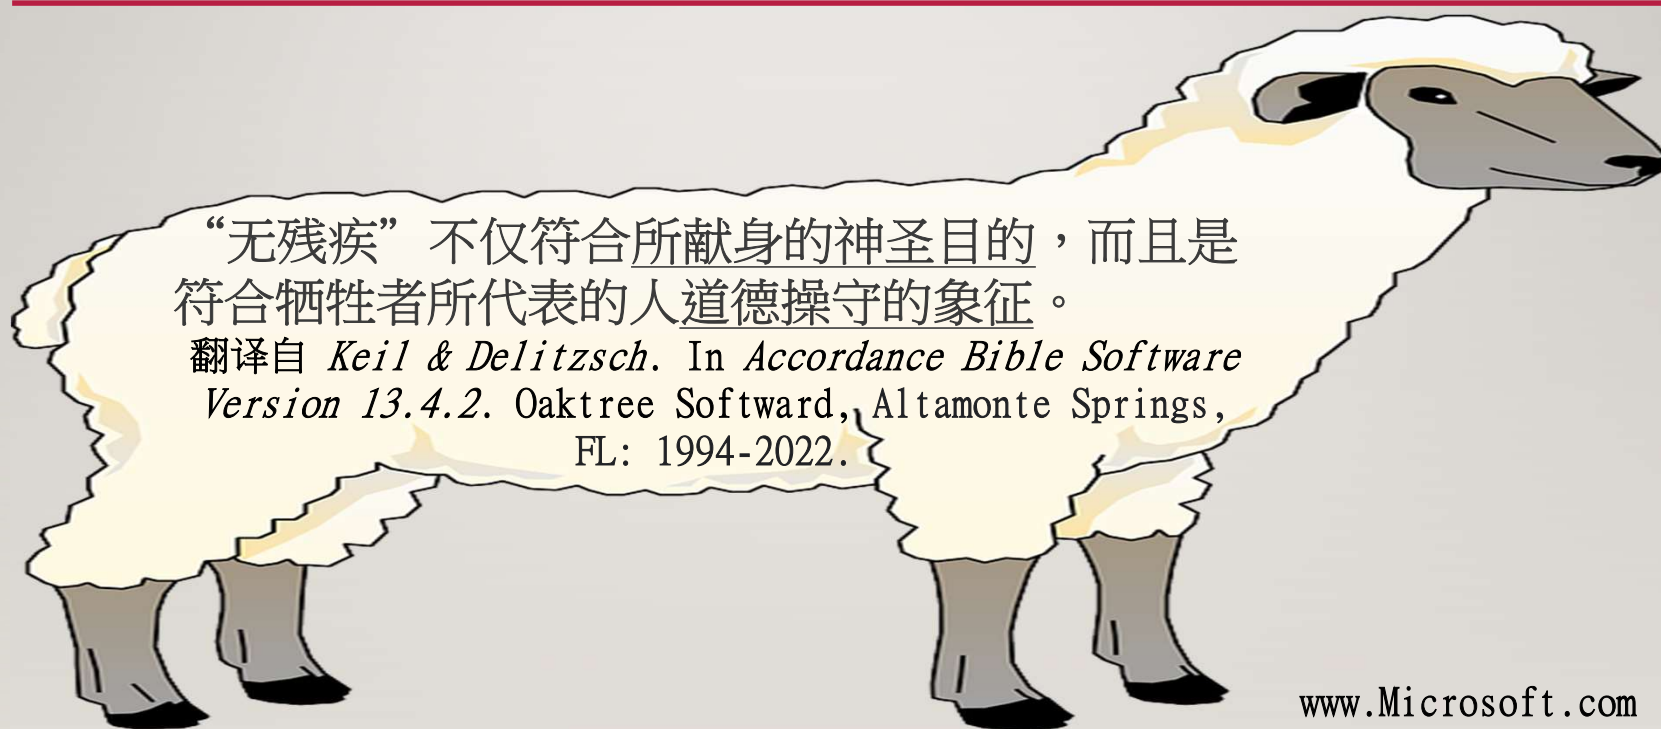 “无残疾”不仅符合所献身的神圣目的，而且是
符合牺牲者所代表的人道德操守的象征。
翻译自 Keil & Delitzsch. In Accordance Bible Software
Version 13.4.2. Oaktree Softward, Altamonte Springs,
FL: 1994-2022.
www.Microsoft.com